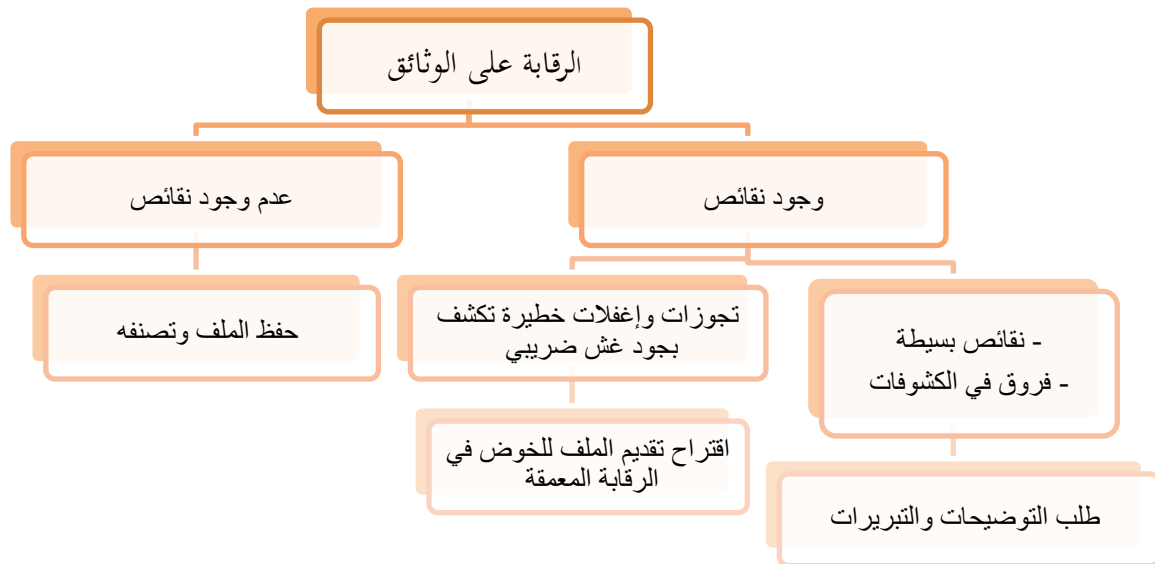 الرقابة على الوثائق
وجود نقائص
عدم وجود نقائص
- نقائص بسيطة
- فروق في الكشوفات
تجوزات وإغفلات خطيرة تكشف
بجود غش ضريبي
حفظ الملف وتصنفه
اقتراح تقديم الملف للخوض في
الرقابة المعمقة
طلب التوضيحات والتبريرات